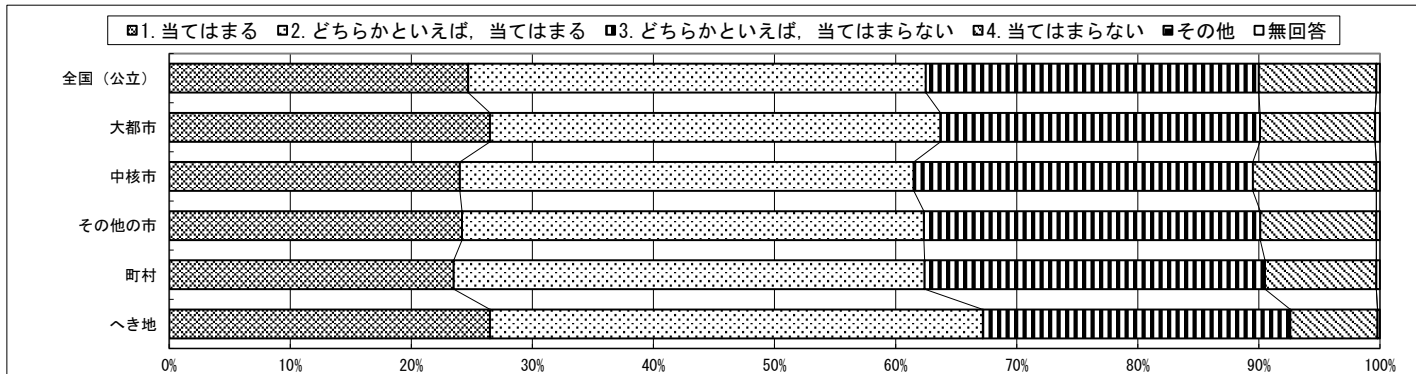 1. 当てはまる 2. どちらかといえば，当てはまる 3. どちらかといえば，当てはまらない 4. 当てはまらない その他 無回答
全国（公立）
大都市
中核市
その他の市
町村
へき地
0% 10% 20% 30% 40% 50% 60% 70% 80% 90% 100%